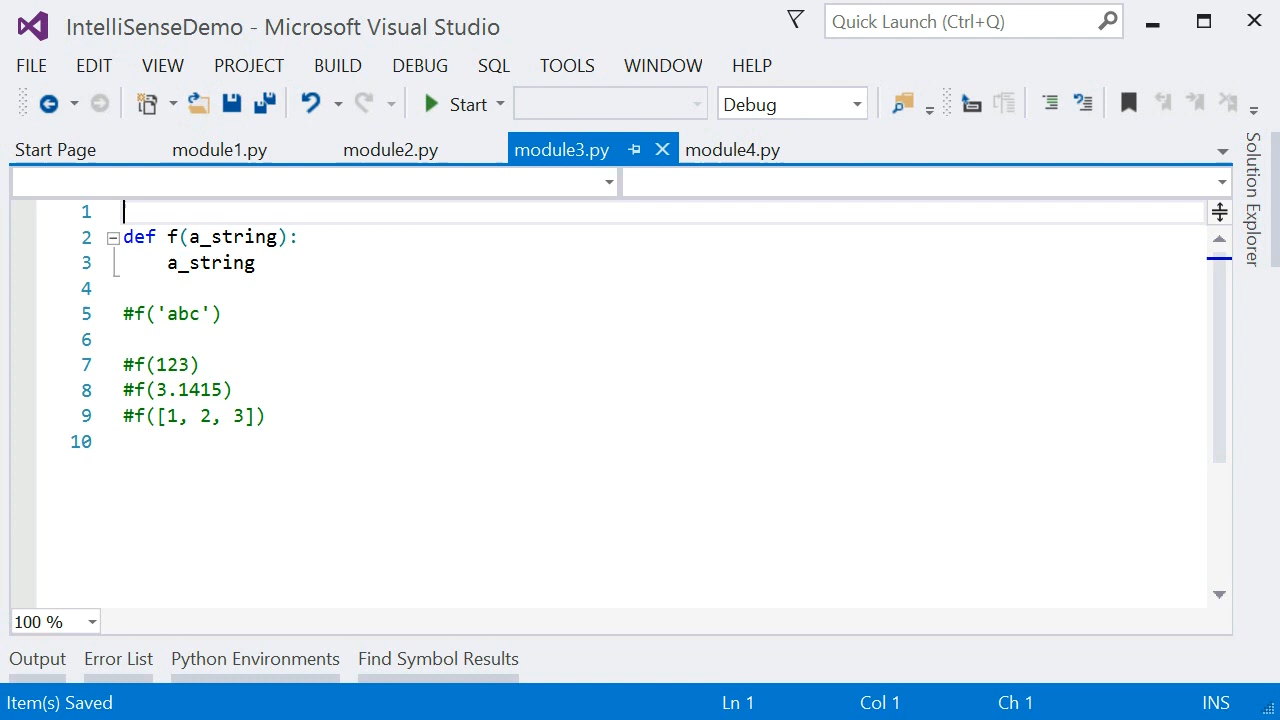 IntelliSenseDemo - Microsoft Visual Studio
Quick Launch (Ctrl+Q)
FILE EDIT VIEW PROJECT BUILD DEBUG SQL TOOLS WINDOW HELP
Start Debug
Start Page module1.py module2.py module3.py module4.py
Solution Explorer
1
2 def f(a_string):
3 a_string
4
5 #f('abc')
6
7 #f(123)
8 #f(3.1415)
9 #f([1, 2, 3])
10
100 %
Output Error List Python Environments Find Symbol Results
Item(s) Saved Ln 1 Col 1 Ch 1 INS